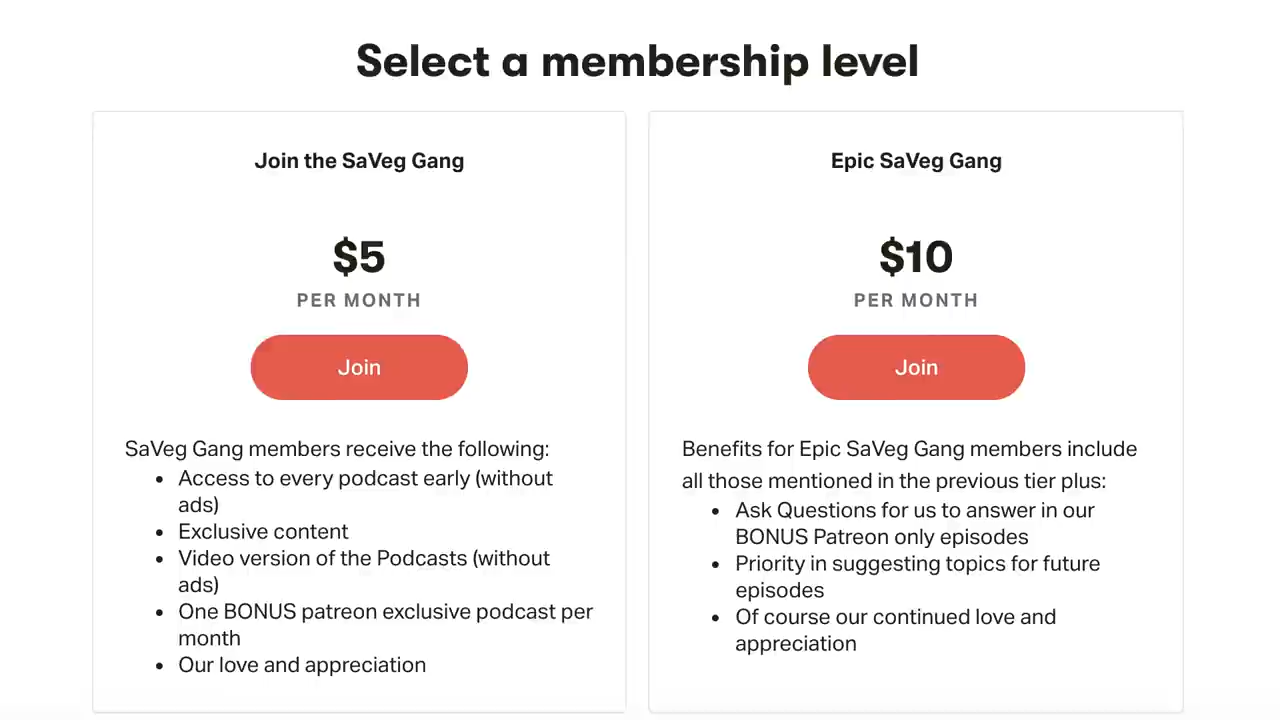 Select a membership level
Join the SaVeg Gang
$5
PER MONTH
Join
SaVeg Gang members receive the following:
• Access to every podcast early (without
ads)
• Exclusive content
• Video version of the Podcasts (without
ads)
• One BONUS patreon exclusive podcast per
month
• Our love and appreciation
Epic SaVeg Gang
$10
PER MONTH
Join
Benefits for Epic SaVeg Gang members include
all those mentioned in the previous tier plus:
• Ask Questions for us to answer in our
BONUS Patreon only episodes
• Priority in suggesting topics for future
episodes
• Of course our continued love and
appreciation